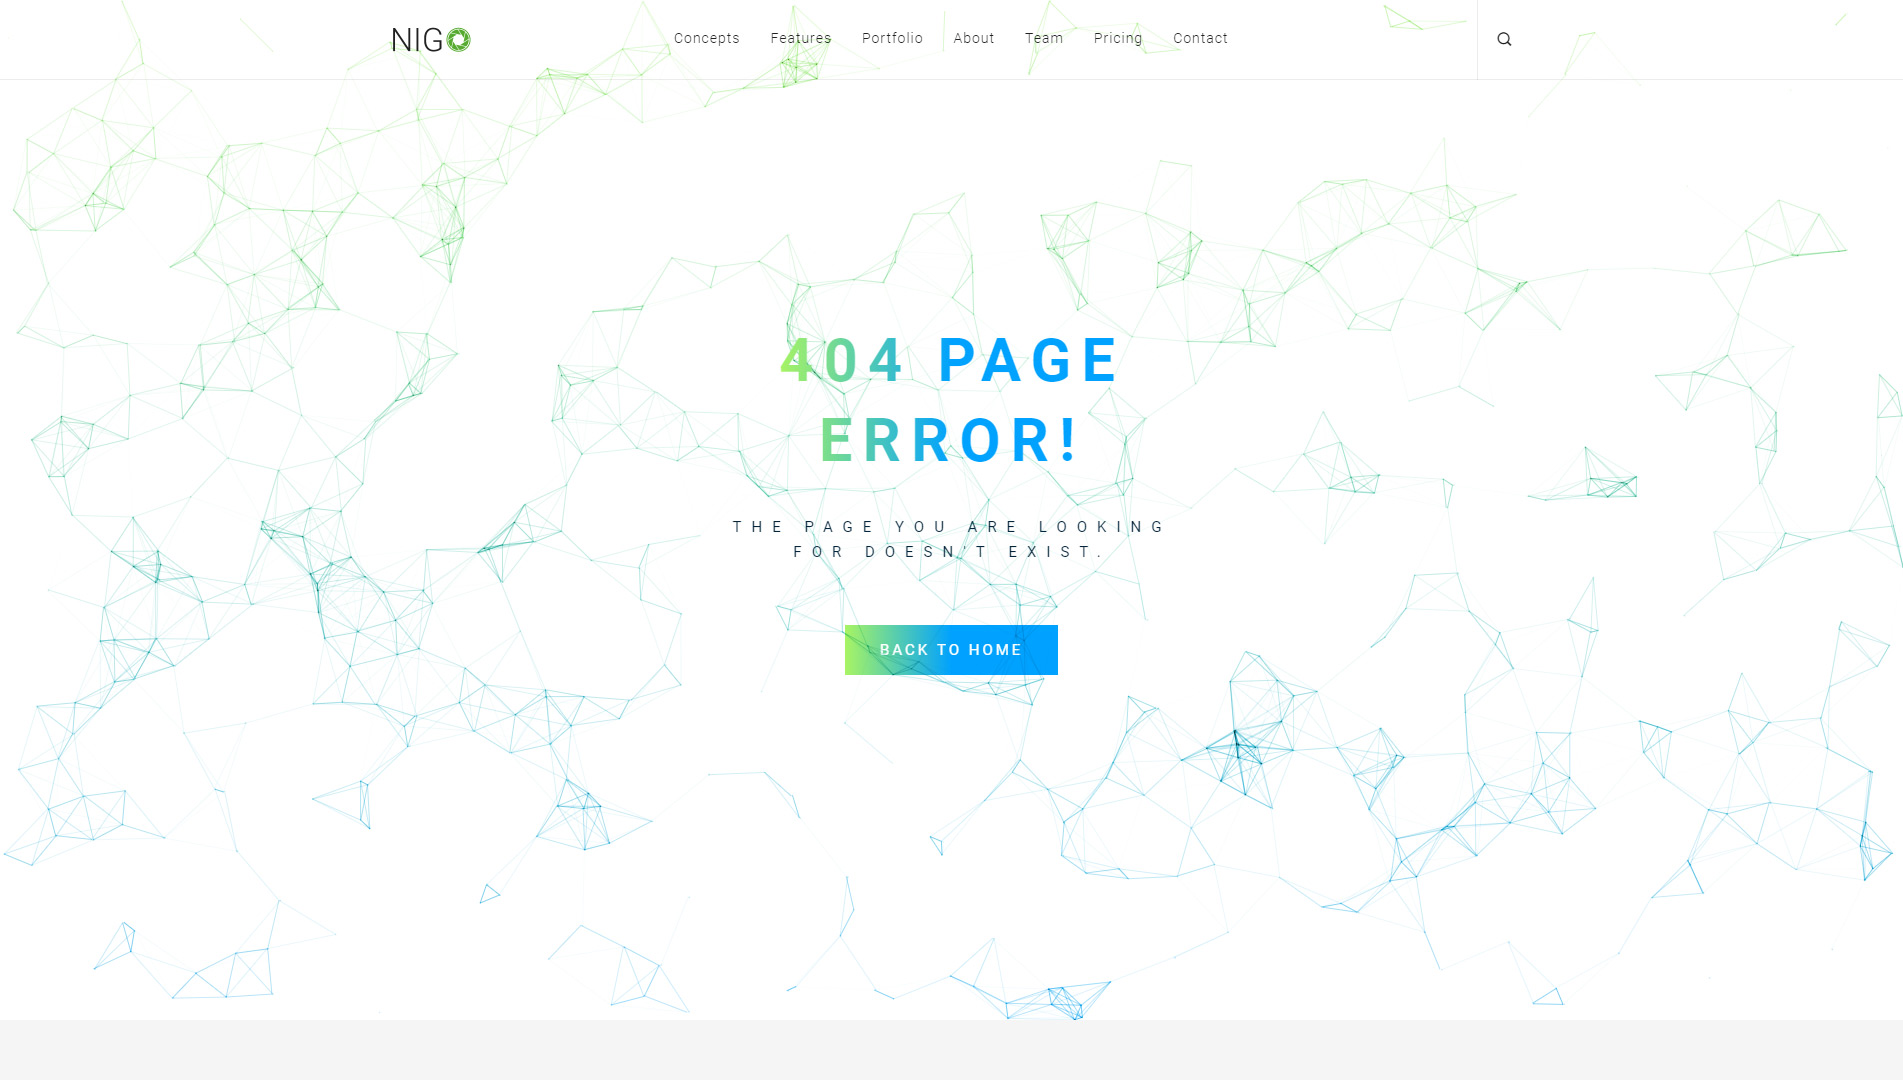 NIGO
Concepts Features Portfolio About Team Pricing Contact
404 PAGE
ERROR!
THE PAGE YOU ARE LOOKING
FOR DOESN'T EXIST.
BACK TO HOME